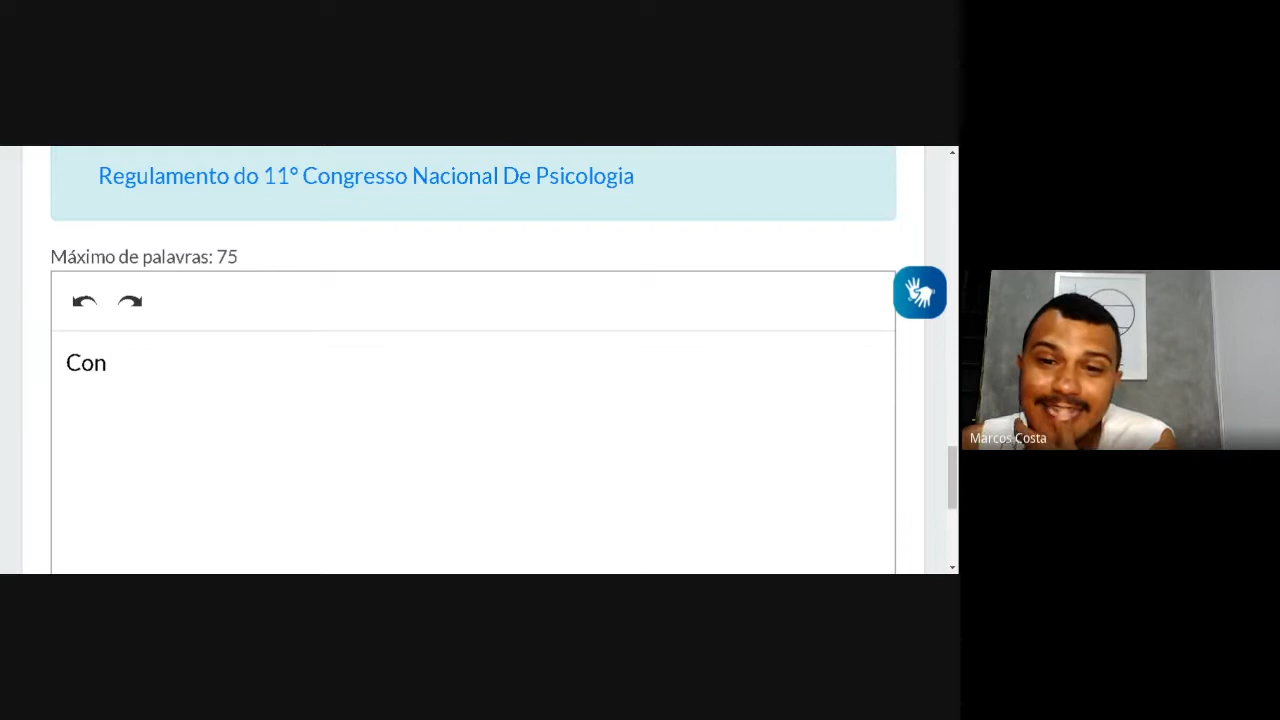 Regulamento do 11º Congresso Nacional De Psicologia
Máximo de palavras: 75
Con
Marcos Costa